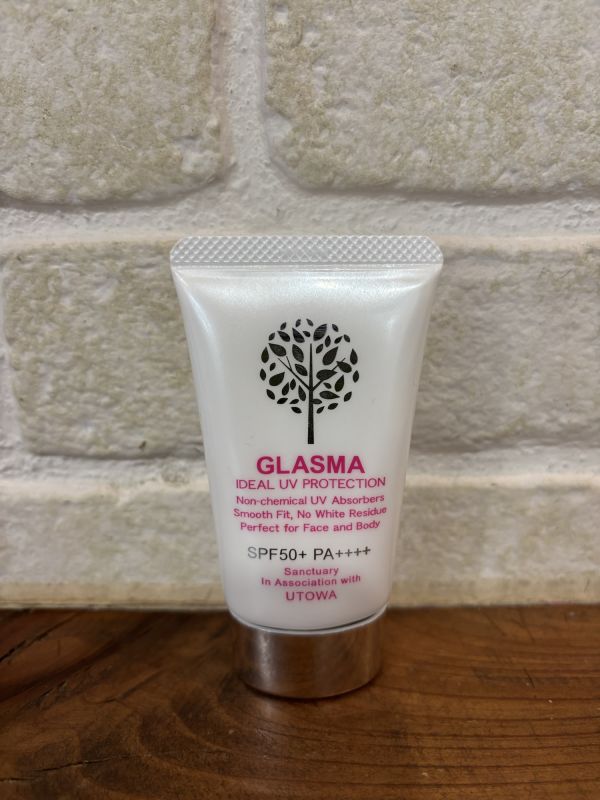 GLASMA
IDEAL UV PROTECTION
Non-chemical UV Absorbers
Smooth Fit, No White Residue
Perfect for Face and Body
SPF50+ PA++++
Sanctuary
In Association with
UTOWA